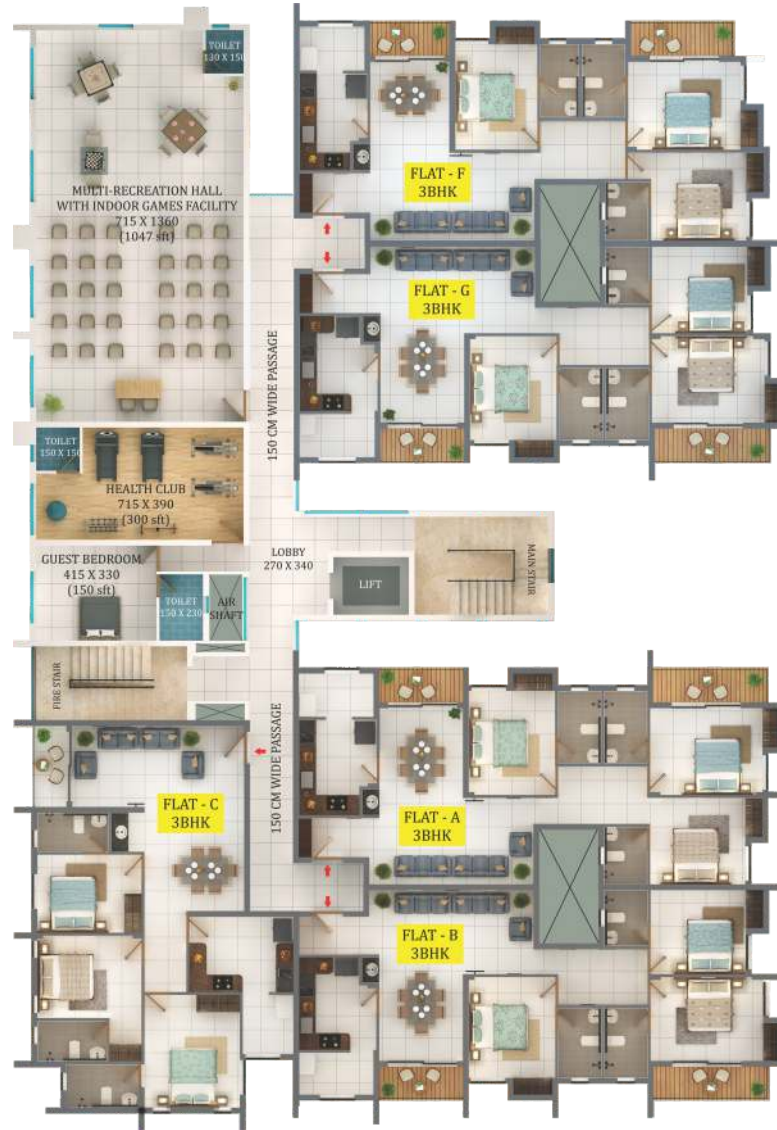 TOILET
130 X 150
MULTI-RECREATION HALL
WITH INDOOR GAMES FACILITY
715 X 1360
(1047 sft)
FLAT - F
3BHK
FLAT - G
3BHK
150 CM WIDE PASSAGE
TOILET
150 X 150
HEALTH CLUB
715 X 390
(300 sft)
GUEST BEDROOM
415 X 330
(150 sft)
TOILET
150 X 230
AIR
SHAFT
LOBBY
270 X 340
LIFT
MAIN STAIR
FIRE STAIR
150 CM WIDE PASSAGE
FLAT - C
3BHK
FLAT - A
3BHK
FLAT - B
3BHK